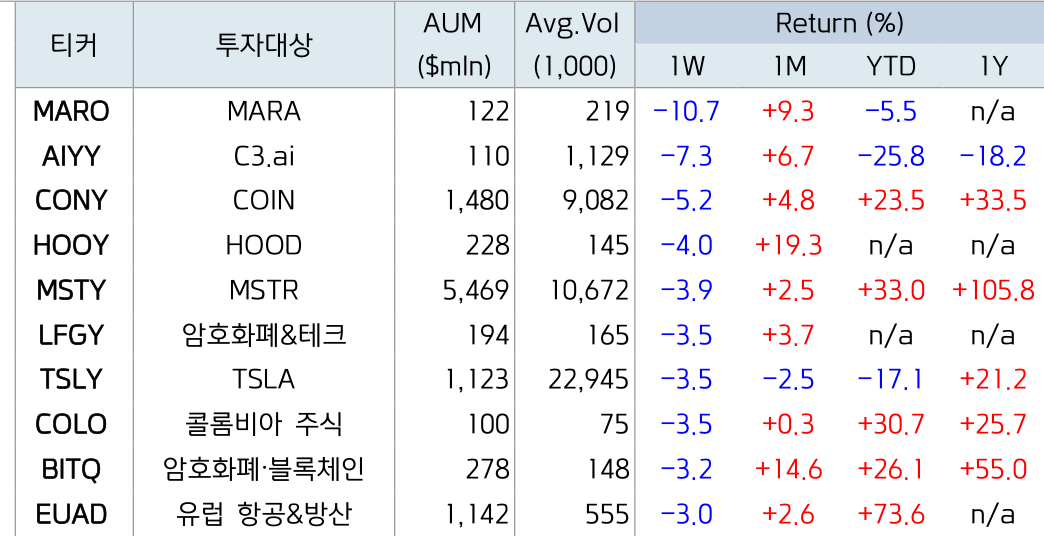 티커 투자대상 AUM ($mln) Avg.Vol (1,000) Return (%)
1W 1M YTD 1Y
MARO MARA 122 219 −10.7 +9.3 −5.5 n/a
AIYY C3.ai 110 1,129 −7.3 +6.7 −25.8 −18.2
CONY COIN 1,480 9,082 −5.2 +4.8 +23.5 +33.5
HOOY HOOD 228 145 −4.0 +19.3 n/a n/a
MSTY MSTR 5,469 10,672 −3.9 +2.5 +33.0 +105.8
LFGY 암호화폐&테크 194 165 −3.5 +3.7 n/a n/a
TSLY TSLA 1,123 22,945 −3.5 −2.5 −17.1 +21.2
COLO 콜롬비아 주식 100 75 −3.5 +0.3 +30.7 +25.7
BITQ 암호화폐·블록체인 278 148 −3.2 +14.6 +26.1 +55.0
EUAD 유럽 항공&방산 1,142 555 −3.0 +2.6 +73.6 n/a